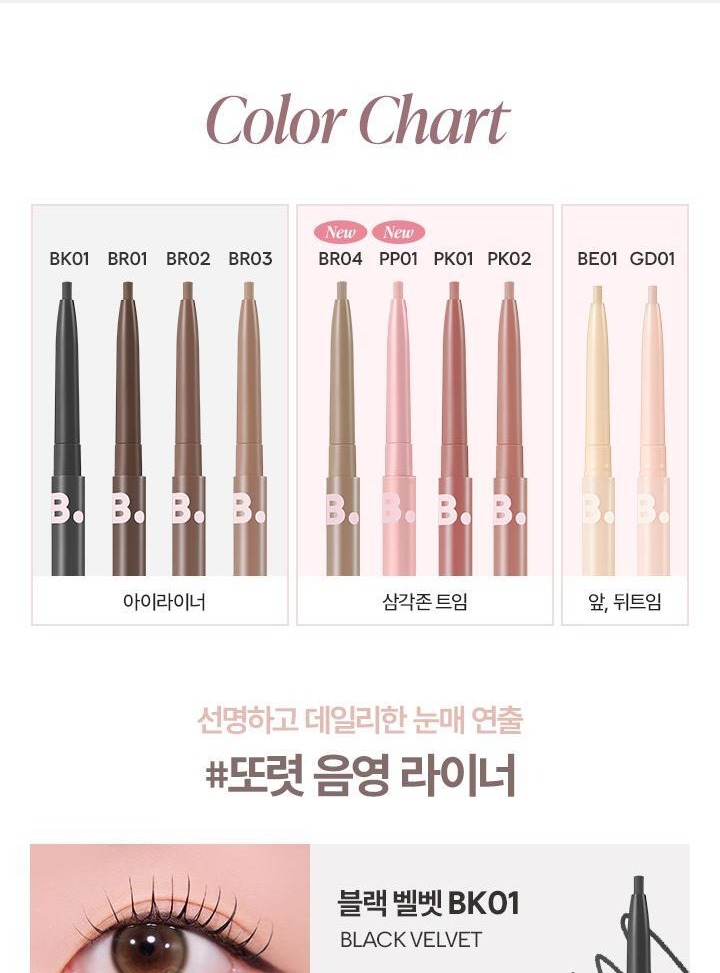 Color Chart
New New
BK01 BR01 BR02 BR03 BR04 PP01 PK01 PK02 BE01 GD01
B. B. B. B. B. B. B. B. B. B.
아이라이너 삼각존 트임 앞, 뒤트임
선명하고 데일리한 눈매 연출
#또렷 음영 라이너
블랙 벨벳 BK01
BLACK VELVET